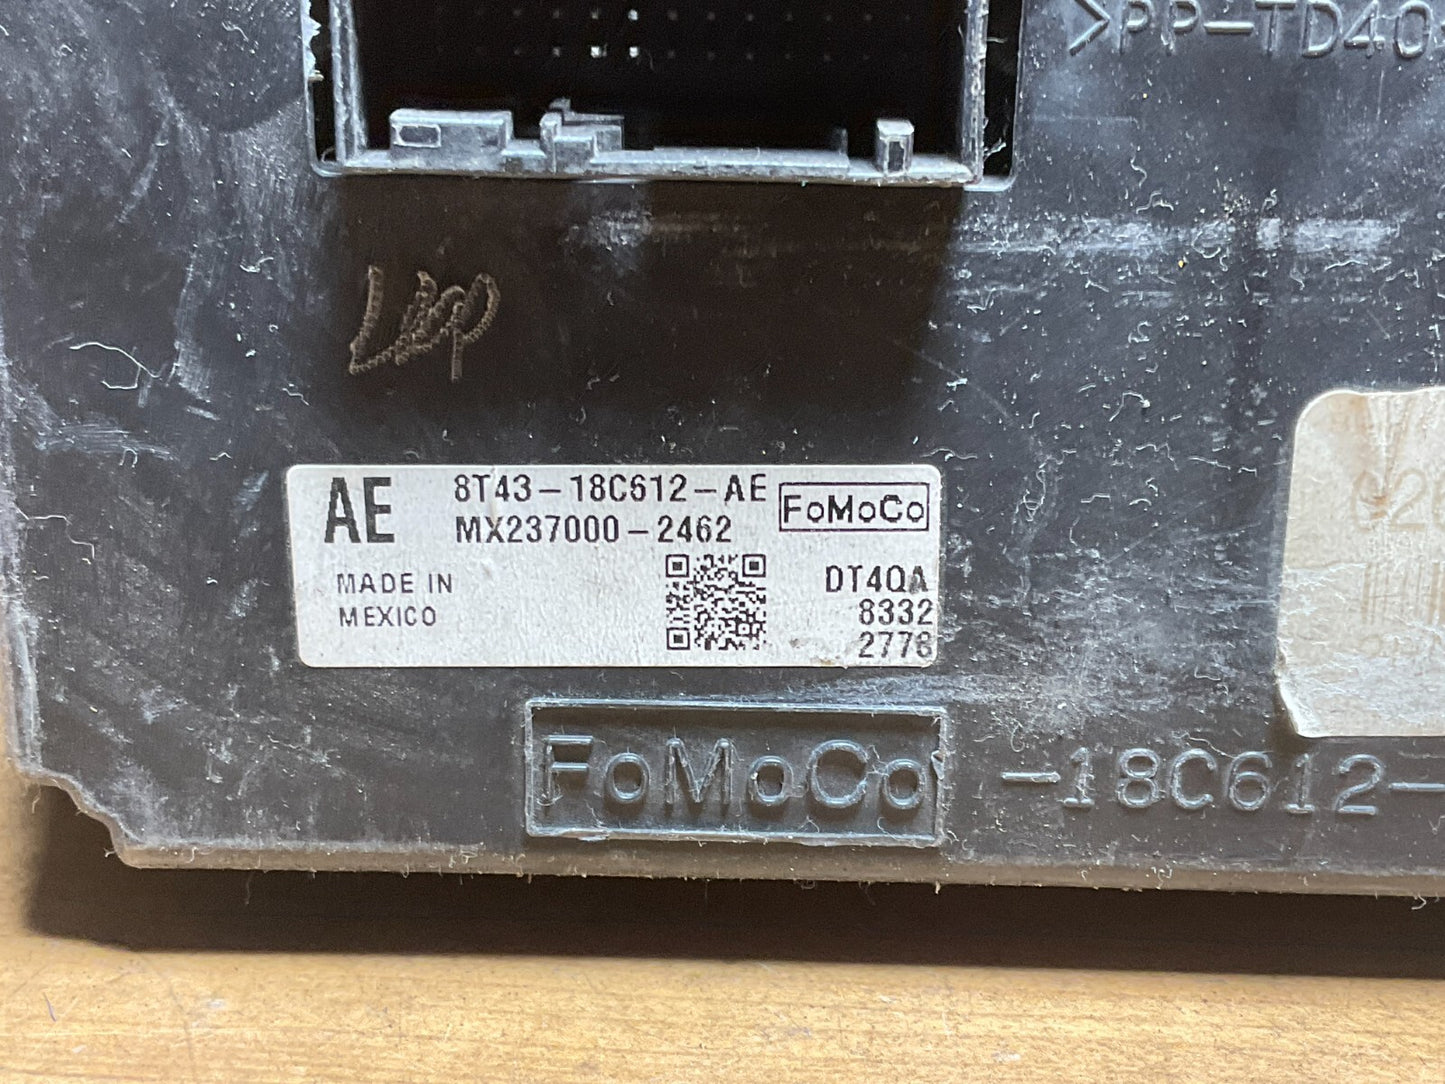 >PP-TD40
AE
8T43-18C612-AE
MX237000-2462
FoMoCo
MADE IN
MEXICO
DT4QA
8332
2778
FoMoCo
-18C612-